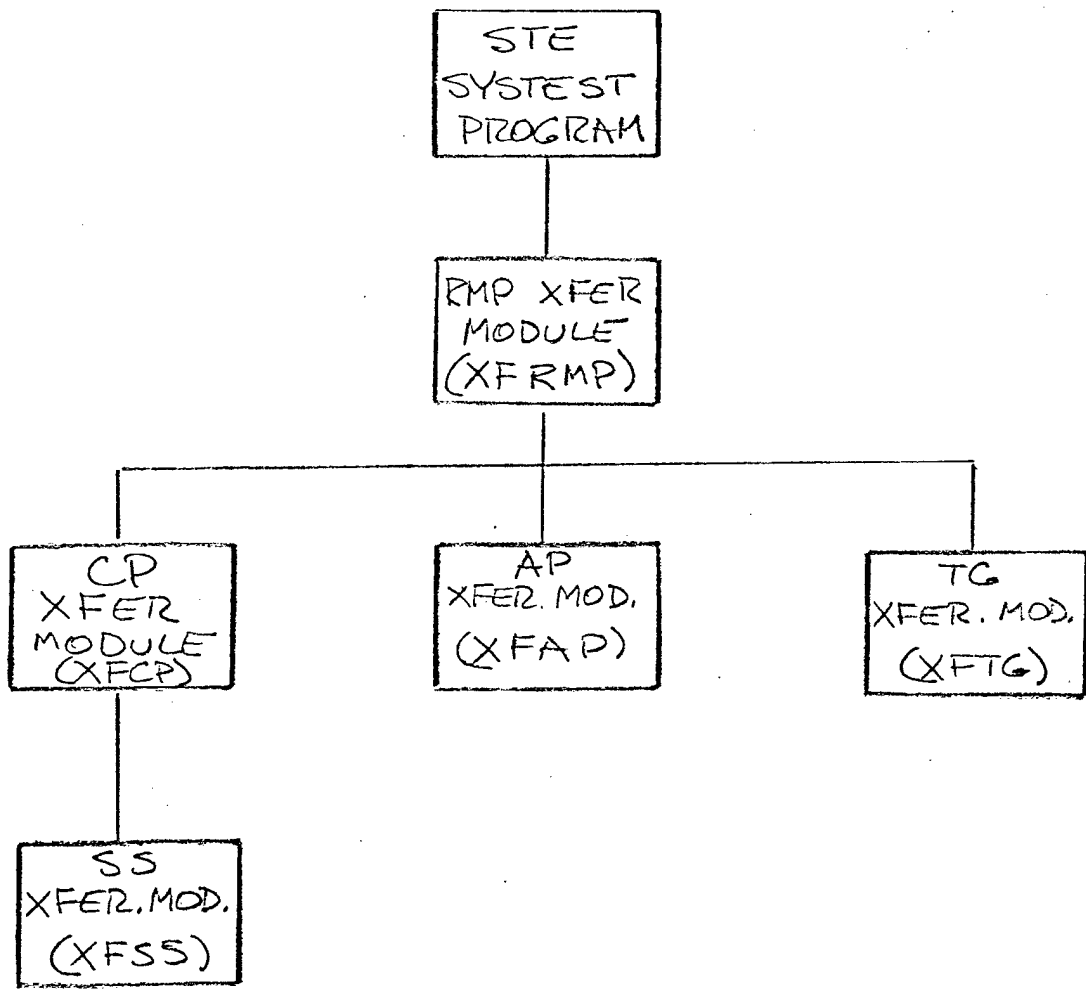 STE
SYSTEST
PROGRAM
RMP XFER
MODULE
(XFRMP)
CP
XFER
MODULE
(XFCP)
AP
XFER. MOD.
(XFAP)
TG
XFER. MOD.
(XFTG)
SS
XFER. MOD.
(XFSS)